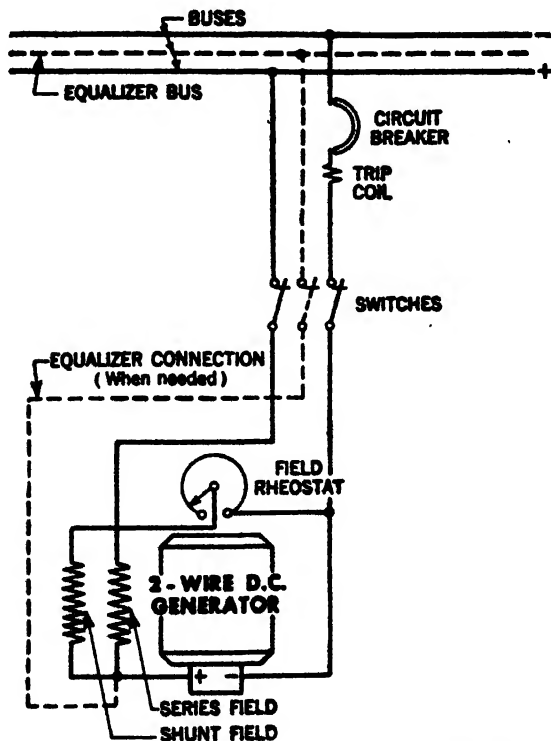 BUSES
-
+
EQUALIZER BUS
CIRCUIT
BREAKER
TRIP
COIL
SWITCHES
EQUALIZER CONNECTION
(When needed)
FIELD
RHEOSTAT
2-WIRE D.C.
GENERATOR
+ -
SERIES FIELD
SHUNT FIELD